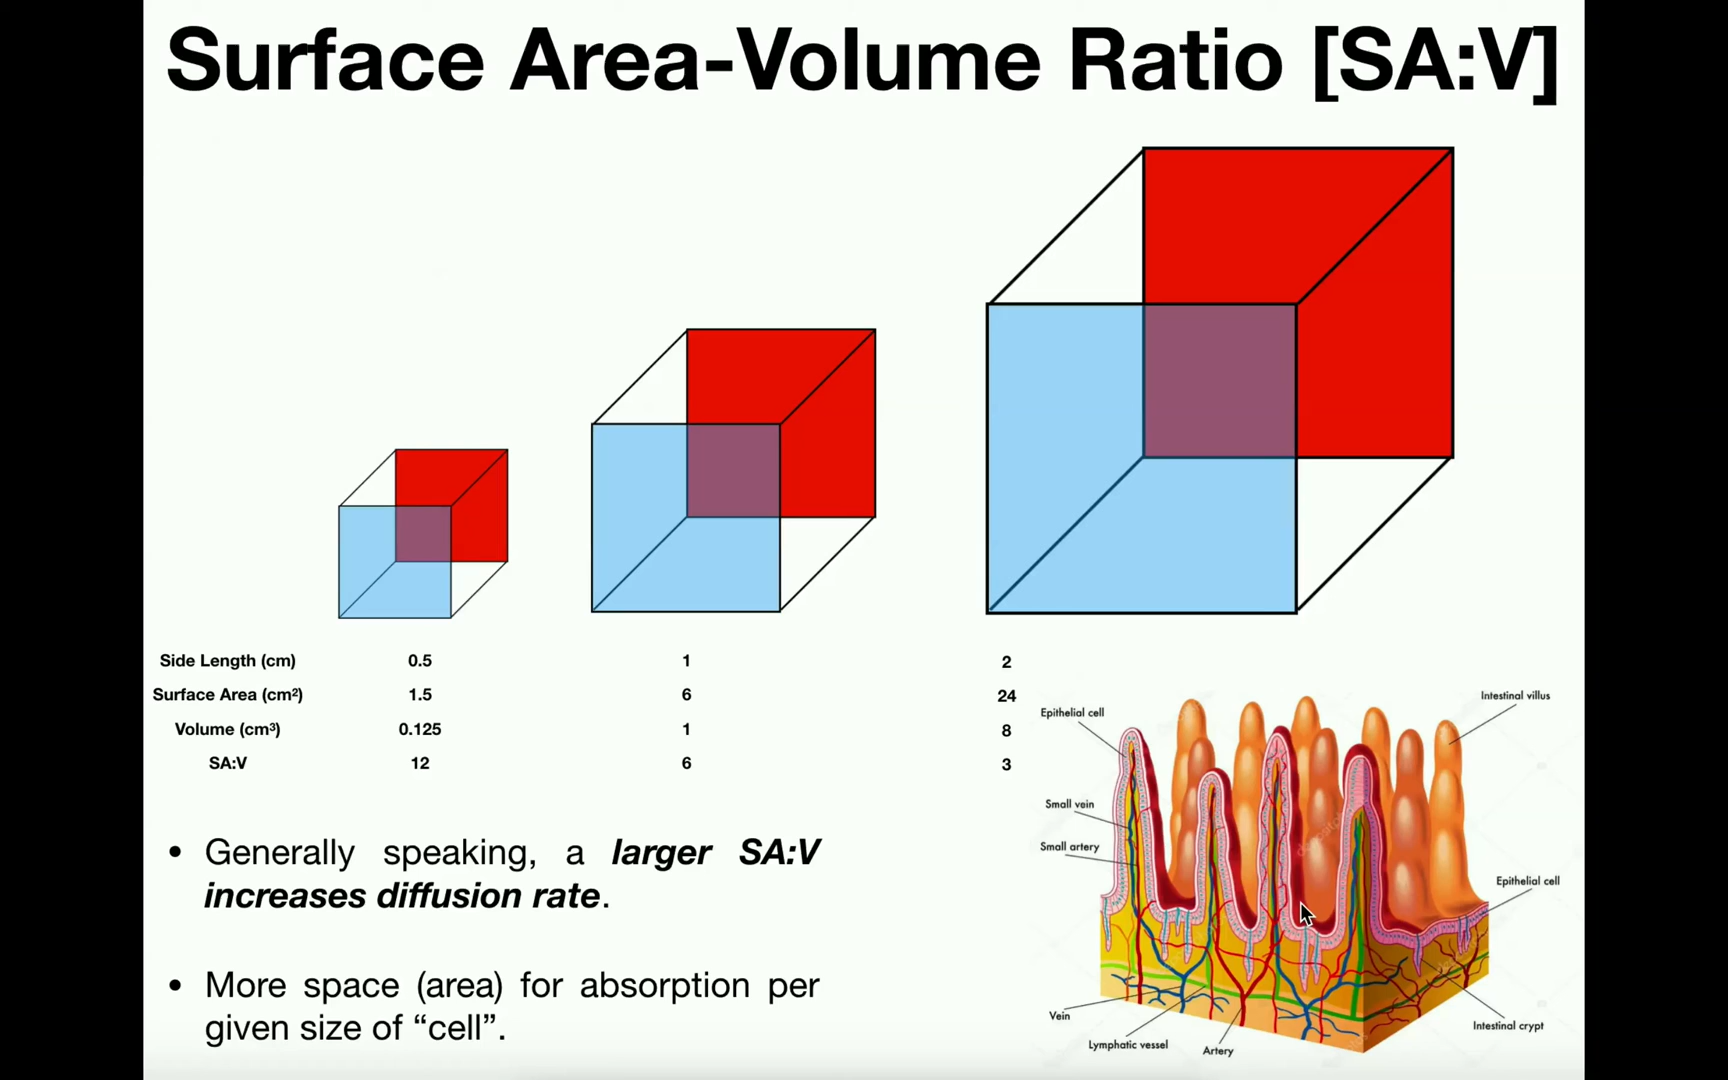 Surface Area-Volume Ratio [SA:V]
Side Length (cm) 0.5 1 2
Surface Area (cm²) 1.5 6 24
Volume (cm³) 0.125 1 8
SA:V 12 6 3
• Generally speaking, a larger SA:V
increases diffusion rate.
• More space (area) for absorption per
given size of “cell”.
Intestinal villus
Epithelial cell
Small vein
Small artery
Epithelial cell
Vein
Lymphatic vessel
Artery
Intestinal crypt